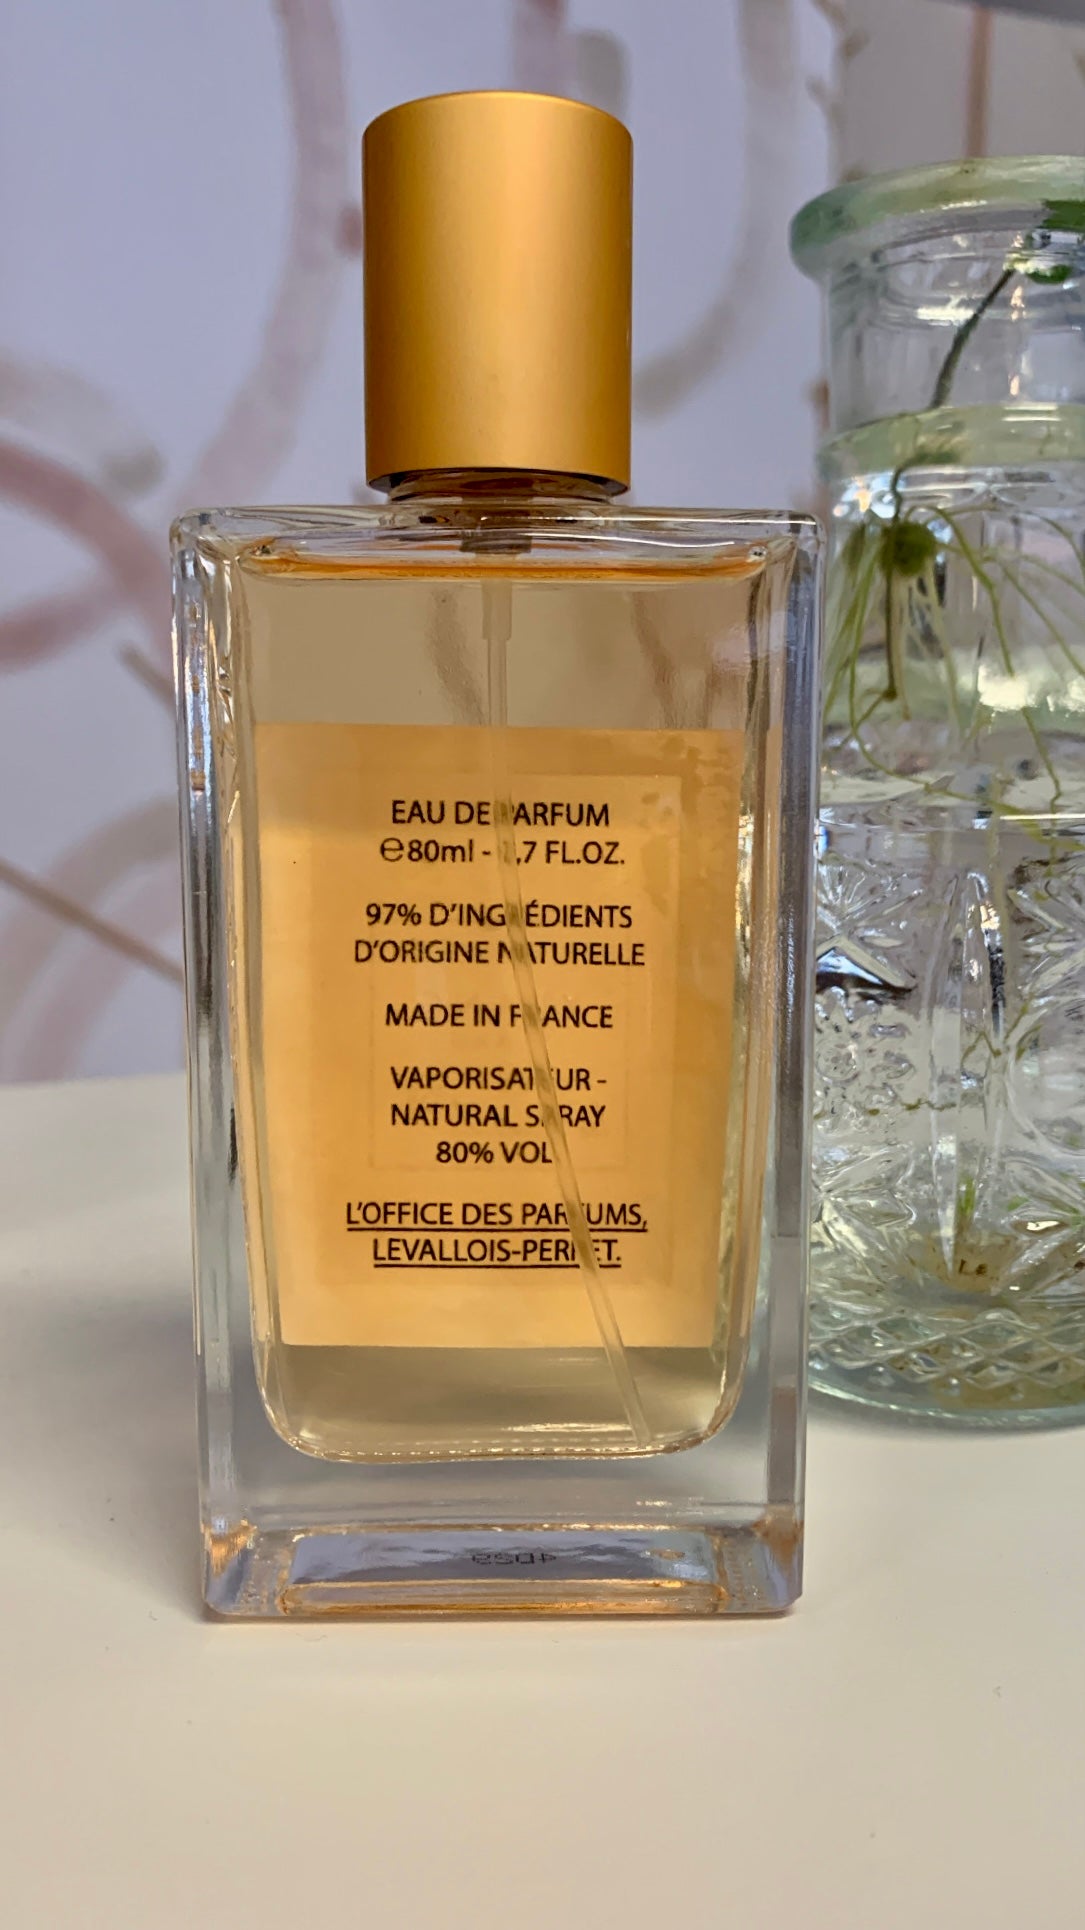 EAU DE PARFUM
℮80ml - 2,7 FL.OZ.
97% D'INGRÉDIENTS
D'ORIGINE NATURELLE
MADE IN FRANCE
VAPORISATEUR -
NATURAL SPRAY
80% VOL
L'OFFICE DES PARFUMS,
LEVALLOIS-PERRET.